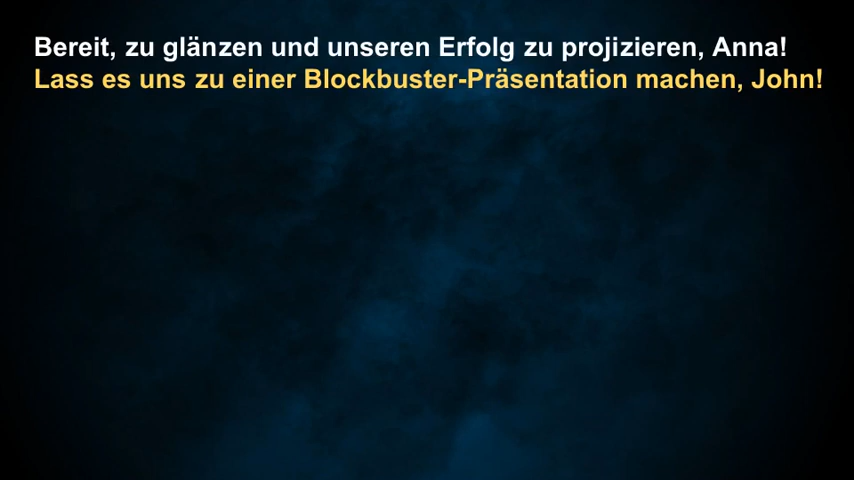 Bereit, zu glänzen und unseren Erfolg zu projizieren, Anna!
Lass es uns zu einer Blockbuster-Präsentation machen, John!